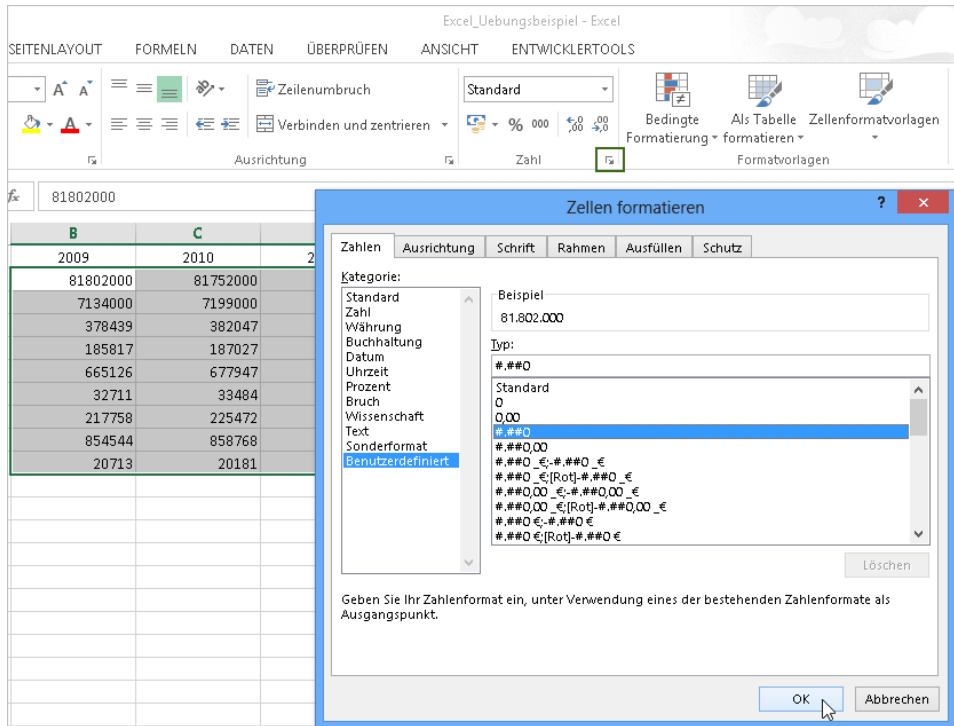 Excel_Uebungsbeispiel - Excel
SEITENLAYOUT FORMELN DATEN ÜBERPRÜFEN ANSICHT ENTWICKLERTOOLS
A A Zeilenumbruch Standard
A Verbinden und zentrieren % 000 Bedingte Formatierung Als Tabelle formatieren Zellenformatvorlagen
Ausrichtung Zahl Formatvorlagen
fx 81802000
B C
2009 2010 2
81802000 81752000
7134000 7199000
378439 382047
185817 187027
665126 677947
32711 33484
217758 225472
854544 858768
20713 20181
Zellen formatieren ?
Zahlen Ausrichtung Schrift Rahmen Ausfüllen Schutz
Kategorie:
Standard
Zahl
Währung
Buchhaltung
Datum
Uhrzeit
Prozent
Bruch
Wissenschaft
Text
Sonderformat
Benutzerdefiniert
Beispiel
81.802.000
Typ:
#.##0
Standard
0
0,00
#.##0
#.##0,00
#.##0 _€;-#.##0 _€
#.##0 _€;[Rot]-#.##0 _€
#.##0,00 _€;-#.##0,00 _€
#.##0,00 _€;[Rot]-#.##0,00 _€
#.##0 €;-#.##0 €
#.##0 €;[Rot]-#.##0 €
Löschen
Geben Sie Ihr Zahlenformat ein, unter Verwendung eines der bestehenden Zahlenformate als
Ausgangspunkt.
OK Abbrechen